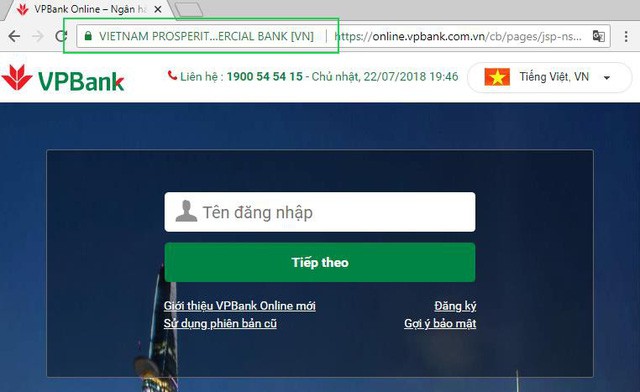 VPBank Online – Ngân hà
VIETNAM PROSPERIT...ERCIAL BANK [VN] https://online.vpbank.com.vn/cb/pages/jsp-ns...
VPBank Liên hệ : 1900 54 54 15 - Chủ nhật, 22/07/2018 19:46 Tiếng Việt, VN
Tên đăng nhập
Tiếp theo
Giới thiệu VPBank Online mới Đăng ký
Sử dụng phiên bản cũ Gợi ý bảo mật